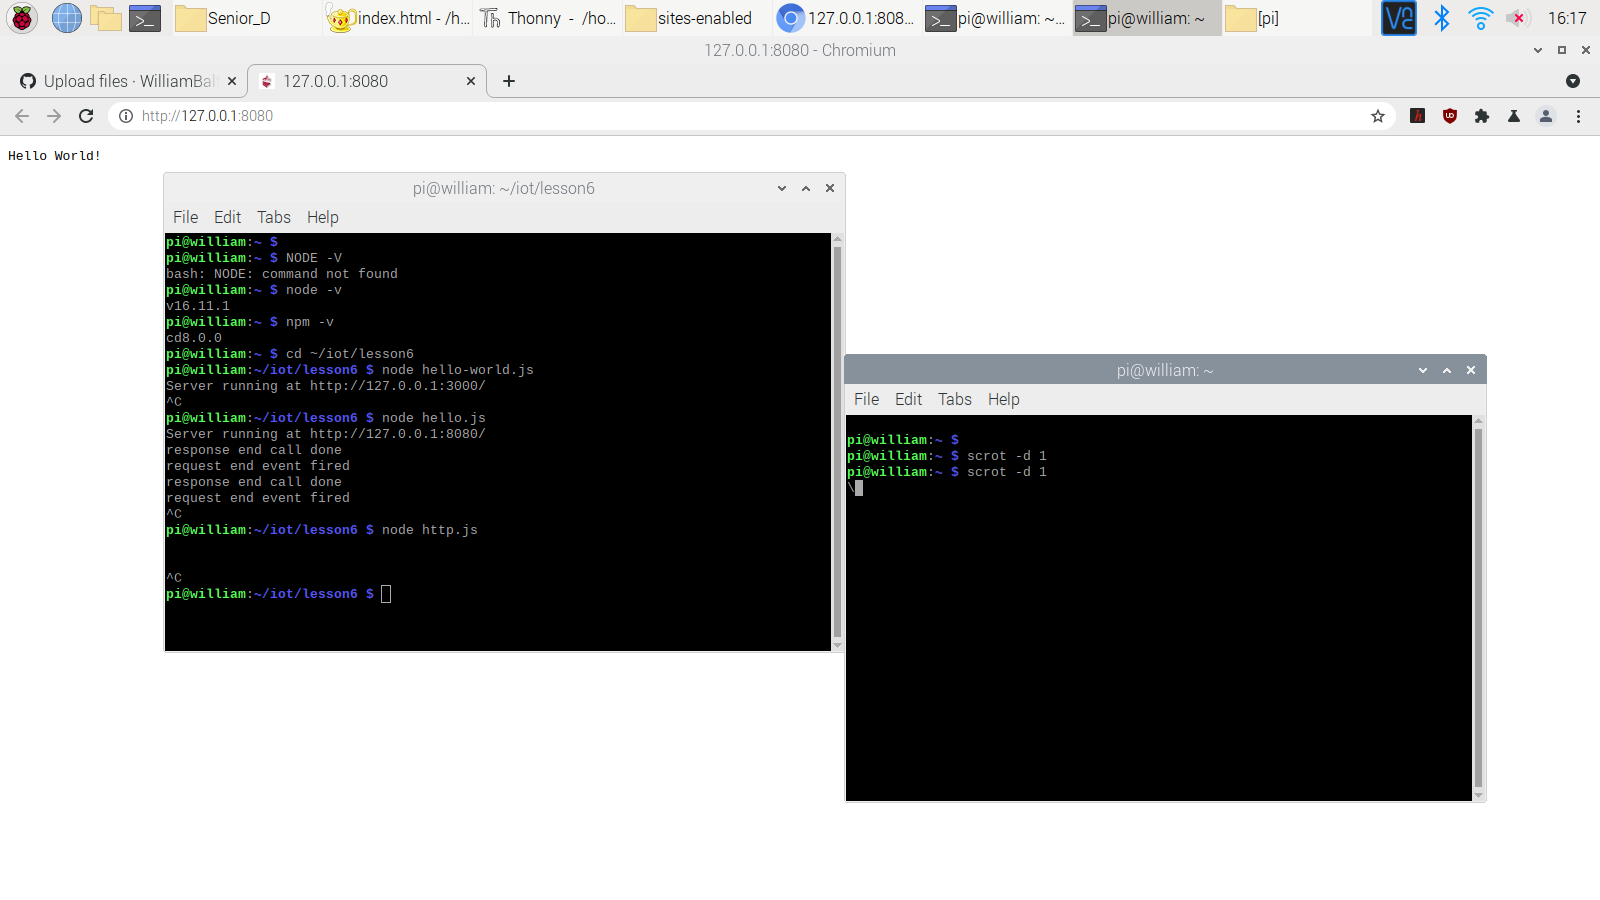 Senior_D
index.html - /h...
Thonny  -  /ho...
sites-enabled
127.0.0.1:808...
pi@william: ~...
pi@william: ~
[pi]
16:17
127.0.0.1:8080 - Chromium
Upload files · WilliamBal
127.0.0.1:8080
http://127.0.0.1:8080
Hello World!
pi@william: ~/iot/lesson6
File Edit Tabs Help
pi@william:~ $
pi@william:~ $ NODE -V
bash: NODE: command not found
pi@william:~ $ node -v
v16.11.1
pi@william:~ $ npm -v
cd8.0.0
pi@william:~ $ cd ~/iot/lesson6
pi@william:~/iot/lesson6 $ node hello-world.js
Server running at http://127.0.0.1:3000/
^C
pi@william:~/iot/lesson6 $ node hello.js
Server running at http://127.0.0.1:8080/
response end call done
request end event fired
response end call done
request end event fired
^C
pi@william:~/iot/lesson6 $ node http.js
^C
pi@william:~/iot/lesson6 $
pi@william: ~
File Edit Tabs Help
pi@william:~ $
pi@william:~ $ scrot -d 1
pi@william:~ $ scrot -d 1
\